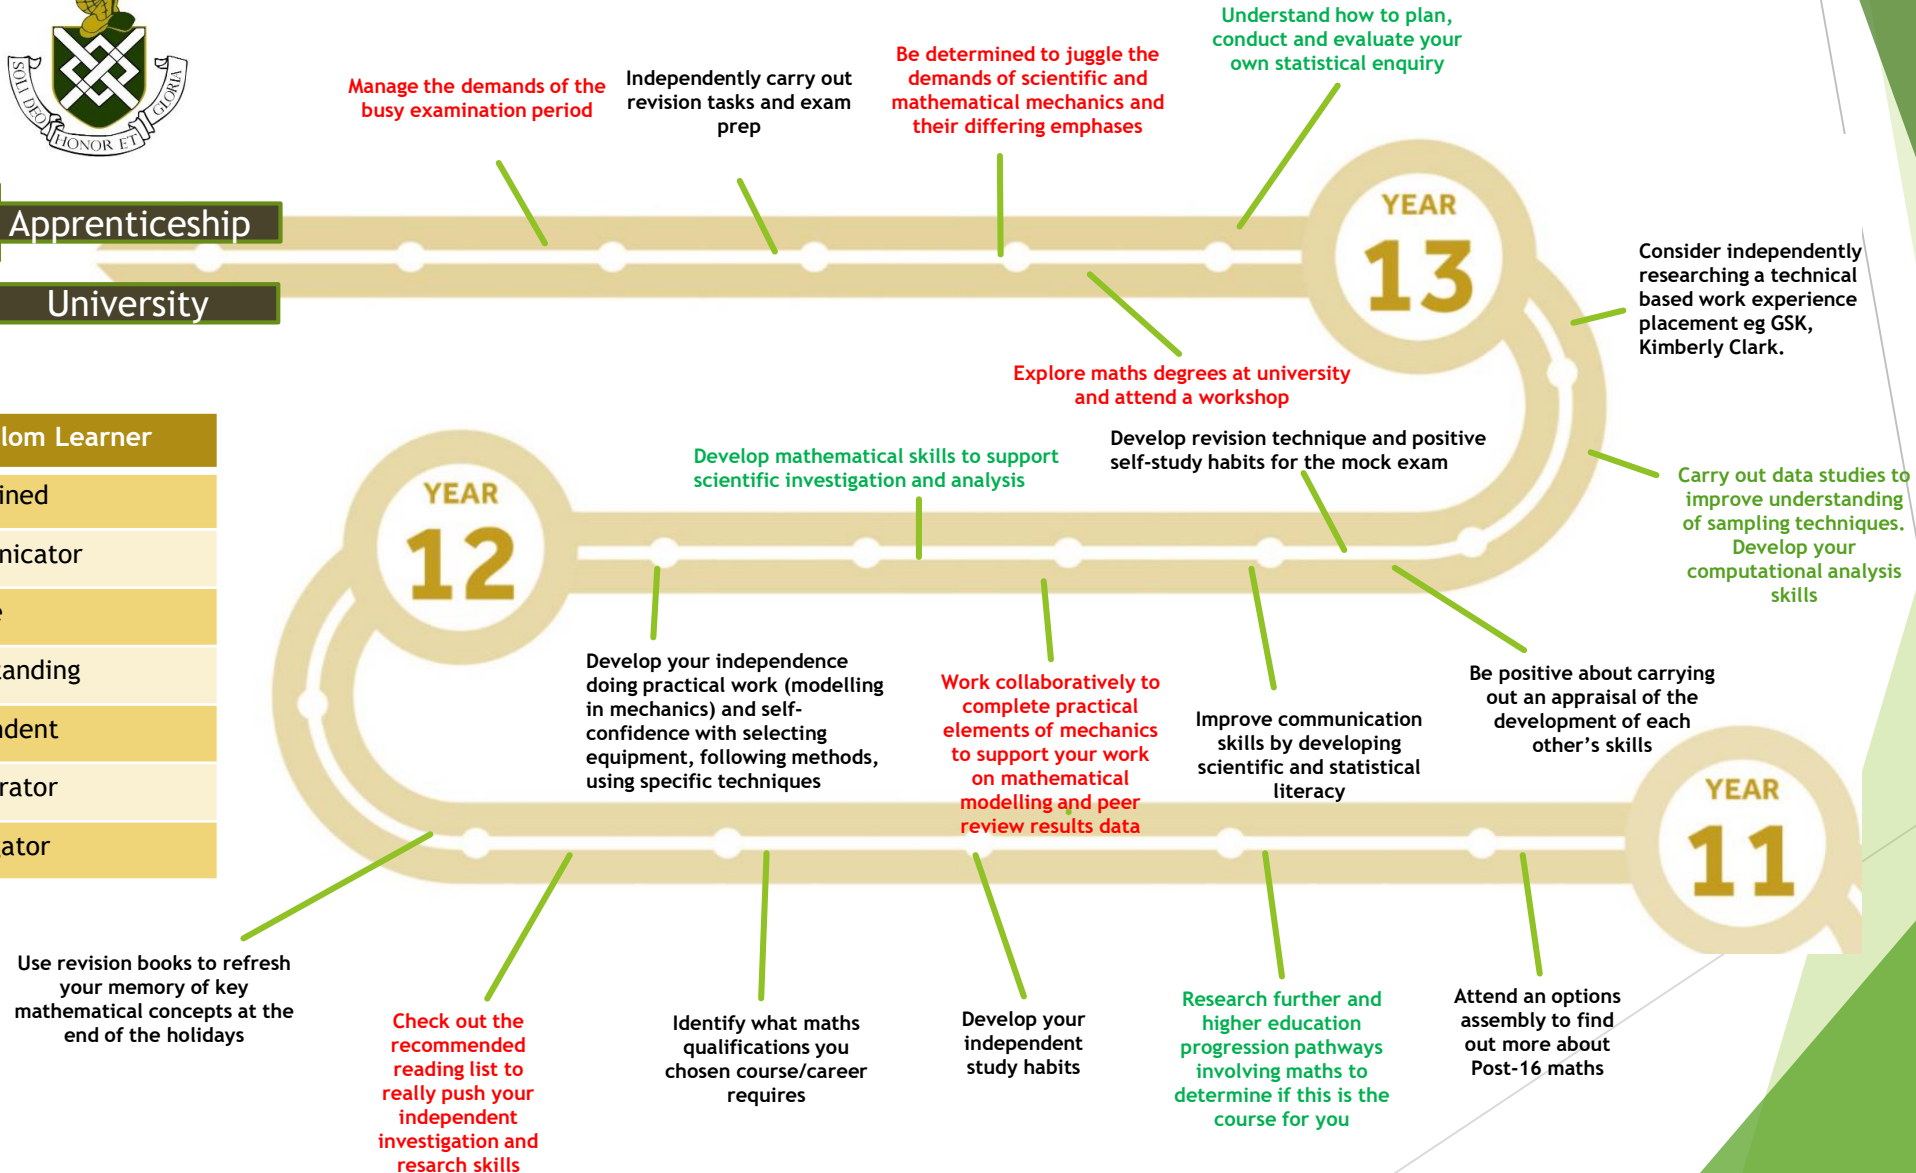 SOLI DEO
HONOR ET
GLORIA
Manage the demands of the
busy examination period
Independently carry out
revision tasks and exam
prep
Be determined to juggle the
demands of scientific and
mathematical mechanics and
their differing emphases
Understand how to plan,
conduct and evaluate your
own statistical enquiry
Apprenticeship
University
YEAR
13
Consider independently
researching a technical
based work experience
placement eg GSK,
Kimberly Clark.
Explore maths degrees at university
and attend a workshop
Develop revision technique and positive
self-study habits for the mock exam
Develop mathematical skills to support
scientific investigation and analysis
Carry out data studies to
improve understanding
of sampling techniques.
Develop your
computational analysis
skills
lom Learner
ined
nicator
e
tanding
ndent
rator
ator
YEAR
12
Develop your independence
doing practical work (modelling
in mechanics) and self-
confidence with selecting
equipment, following methods,
using specific techniques
Work collaboratively to
complete practical
elements of mechanics
to support your work
on mathematical
modelling and peer
review results data
Improve communication
skills by developing
scientific and statistical
literacy
Be positive about carrying
out an appraisal of the
development of each
other’s skills
YEAR
11
Use revision books to refresh
your memory of key
mathematical concepts at the
end of the holidays
Check out the
recommended
reading list to
really push your
independent
investigation and
resarch skills
Identify what maths
qualifications you
chosen course/career
requires
Develop your
independent
study habits
Research further and
higher education
progression pathways
involving maths to
determine if this is the
course for you
Attend an options
assembly to find
out more about
Post-16 maths